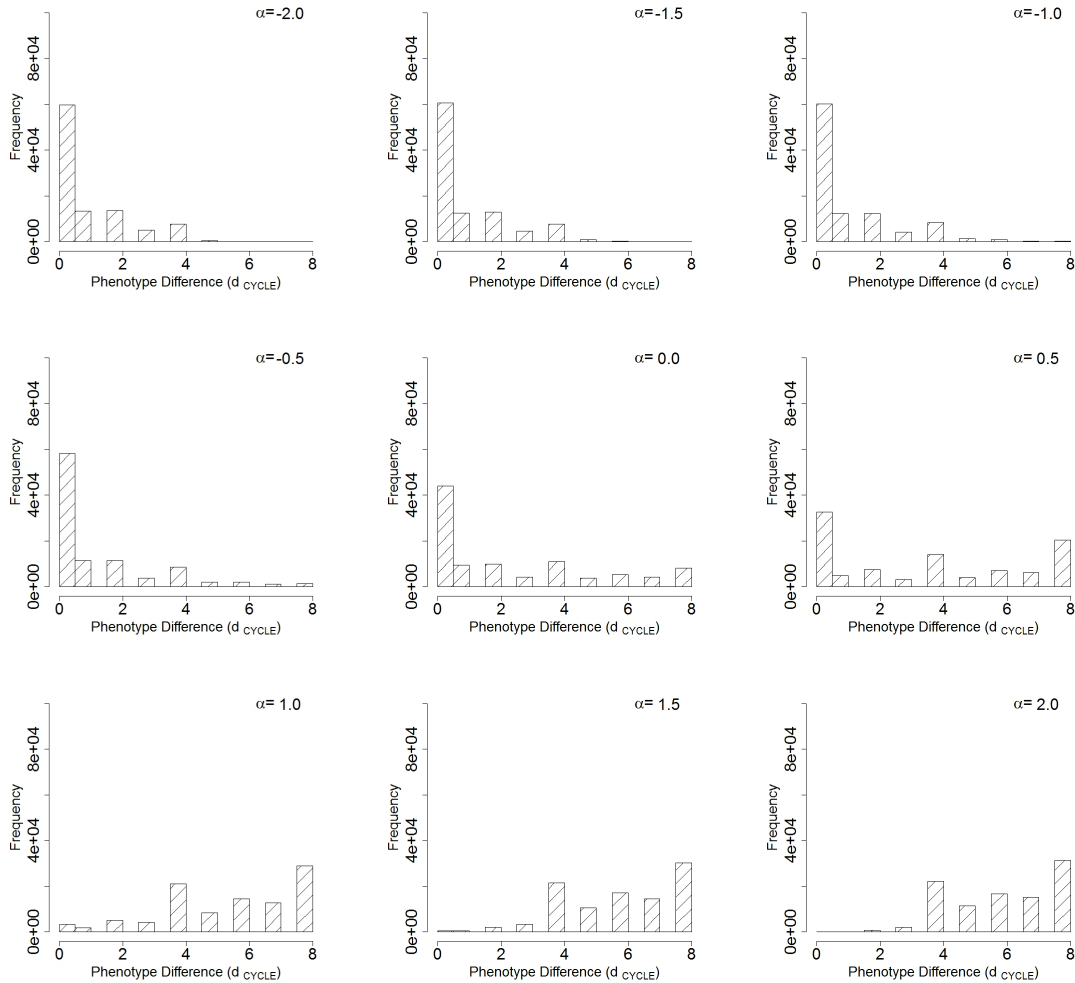 α=-2.0
Frequency
0e+00 4e+04 8e+04
0 2 4 6 8
Phenotype Difference (d CYCLE)
α=-1.5
Frequency
0e+00 4e+04 8e+04
0 2 4 6 8
Phenotype Difference (d CYCLE)
α=-1.0
Frequency
0e+00 4e+04 8e+04
0 2 4 6 8
Phenotype Difference (d CYCLE)
α=-0.5
Frequency
0e+00 4e+04 8e+04
0 2 4 6 8
Phenotype Difference (d CYCLE)
α= 0.0
Frequency
0e+00 4e+04 8e+04
0 2 4 6 8
Phenotype Difference (d CYCLE)
α= 0.5
Frequency
0e+00 4e+04 8e+04
0 2 4 6 8
Phenotype Difference (d CYCLE)
α= 1.0
Frequency
0e+00 4e+04 8e+04
0 2 4 6 8
Phenotype Difference (d CYCLE)
α= 1.5
Frequency
0e+00 4e+04 8e+04
0 2 4 6 8
Phenotype Difference (d CYCLE)
α= 2.0
Frequency
0e+00 4e+04 8e+04
0 2 4 6 8
Phenotype Difference (d CYCLE)